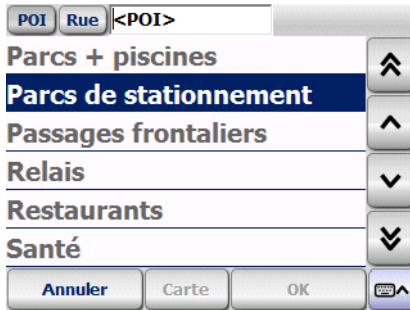 POI Rue <POI>
Parcs + piscines
Parcs de stationnement
Passages frontaliers
Relais
Restaurants
Santé
Annuler Carte OK